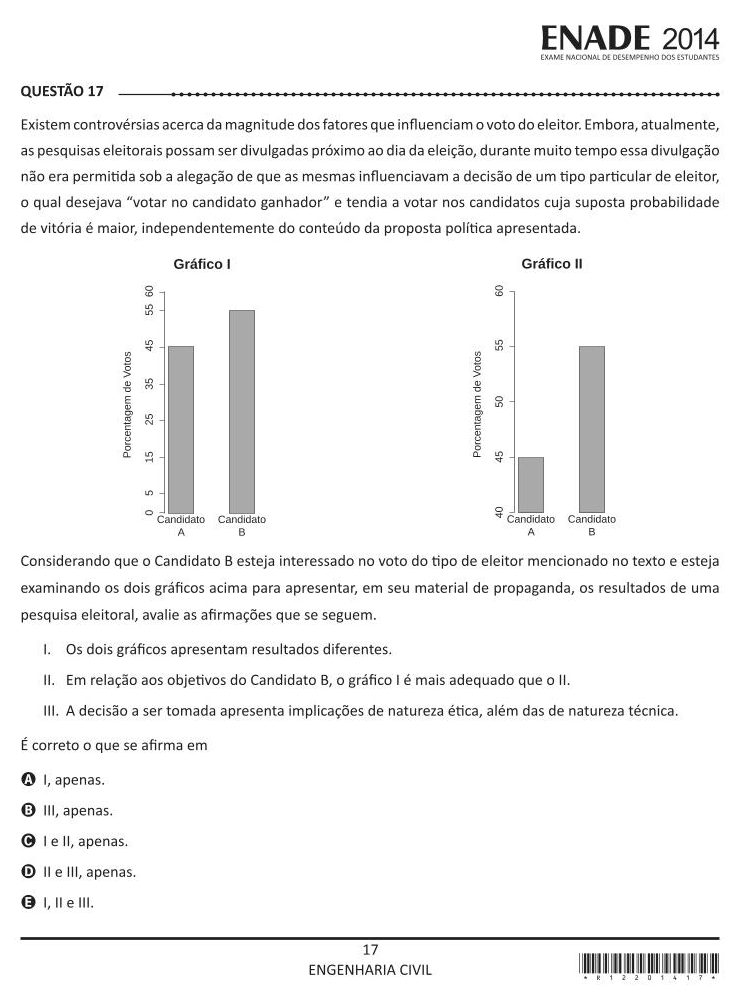 ENADE 2014
EXAME NACIONAL DE DESEMPENHO DOS ESTUDANTES
QUESTÃO 17
Existem controvérsias acerca da magnitude dos fatores que influenciam o voto do eleitor. Embora, atualmente,
as pesquisas eleitorais possam ser divulgadas próximo ao dia da eleição, durante muito tempo essa divulgação
não era permitida sob a alegação de que as mesmas influenciavam a decisão de um tipo particular de eleitor,
o qual desejava “votar no candidato ganhador” e tendia a votar nos candidatos cuja suposta probabilidade
de vitória é maior, independentemente do conteúdo da proposta política apresentada.
Gráfico I
Porcentagem de Votos
60
55
45
35
25
15
5
0
Candidato
A
Candidato
B
Gráfico II
Porcentagem de Votos
60
55
50
45
40
Candidato
A
Candidato
B
Considerando que o Candidato B esteja interessado no voto do tipo de eleitor mencionado no texto e esteja
examinando os dois gráficos acima para apresentar, em seu material de propaganda, os resultados de uma
pesquisa eleitoral, avalie as afirmações que se seguem.
I. Os dois gráficos apresentam resultados diferentes.
II. Em relação aos objetivos do Candidato B, o gráfico I é mais adequado que o II.
III. A decisão a ser tomada apresenta implicações de natureza ética, além das de natureza técnica.
É correto o que se afirma em
A I, apenas.
B III, apenas.
C I e II, apenas.
D II e III, apenas.
E I, II e III.
17
ENGENHARIA CIVIL
* R 1 2 2 0 1 4 1 7 *